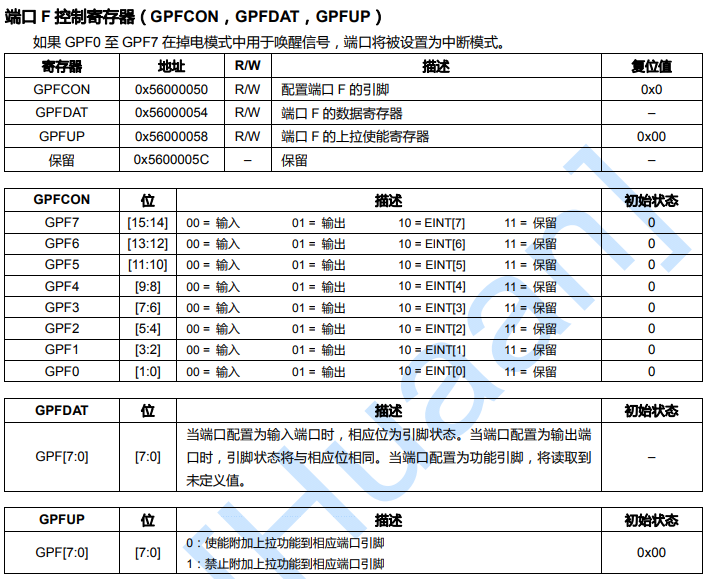 端口 F 控制寄存器（GPFCON，GPFDAT，GPFUP）
如果 GPF0 至 GPF7 在掉电模式中用于唤醒信号，端口将被设置为中断模式。
寄存器 地址 R/W 描述 复位值
GPFCON 0x56000050 R/W 配置端口 F 的引脚 0x0
GPFDAT 0x56000054 R/W 端口 F 的数据寄存器 –
GPFUP 0x56000058 R/W 端口 F 的上拉使能寄存器 0x00
保留 0x5600005C – 保留 –
GPFCON 位 描述 初始状态
GPF7 [15:14] 00 = 输入 01 = 输出 10 = EINT[7] 11 = 保留 0
GPF6 [13:12] 00 = 输入 01 = 输出 10 = EINT[6] 11 = 保留 0
GPF5 [11:10] 00 = 输入 01 = 输出 10 = EINT[5] 11 = 保留 0
GPF4 [9:8] 00 = 输入 01 = 输出 10 = EINT[4] 11 = 保留 0
GPF3 [7:6] 00 = 输入 01 = 输出 10 = EINT[3] 11 = 保留 0
GPF2 [5:4] 00 = 输入 01 = 输出 10 = EINT[2] 11 = 保留 0
GPF1 [3:2] 00 = 输入 01 = 输出 10 = EINT[1] 11 = 保留 0
GPF0 [1:0] 00 = 输入 01 = 输出 10 = EINT[0] 11 = 保留 0
GPFDAT 位 描述 初始状态
GPF[7:0] [7:0] 当端口配置为输入端口时，相应位为引脚状态。当端口配置为输出端 –
口时，引脚状态将与相应位相同。当端口配置为功能引脚，将读取到
未定义值。
GPFUP 位 描述 初始状态
GPF[7:0] [7:0] 0：使能附加上拉功能到相应端口引脚 0x00
1：禁止附加上拉功能到相应端口引脚
[Huaan]